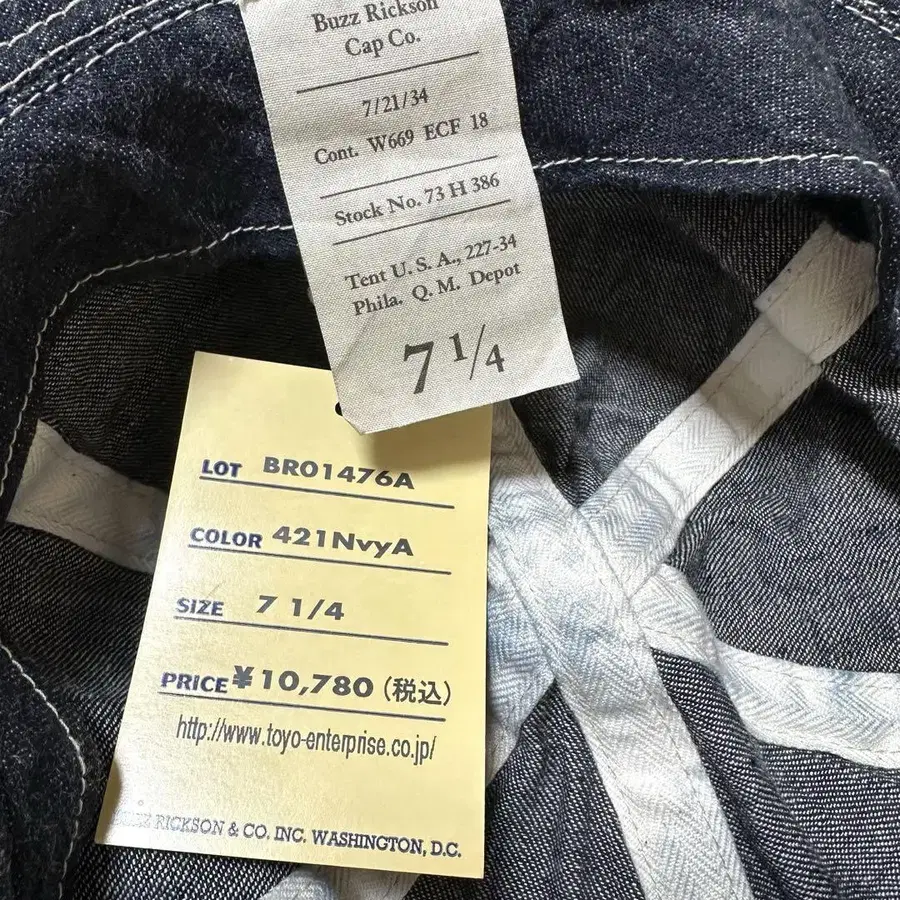 Buzz Rickson
Cap Co.
7/21/34
Cont. W669 ECF 18
Stock No. 73 H 386
Tent U. S. A., 227-34
Phila. Q. M. Depot
7 1/4
LOT BR01476A
COLOR 421NvyA
SIZE 7 1/4
PRICE ¥10,780 (税込)
http://www.toyo-enterprise.co.jp/
BUZZ RICKSON & CO. INC. WASHINGTON, D.C.